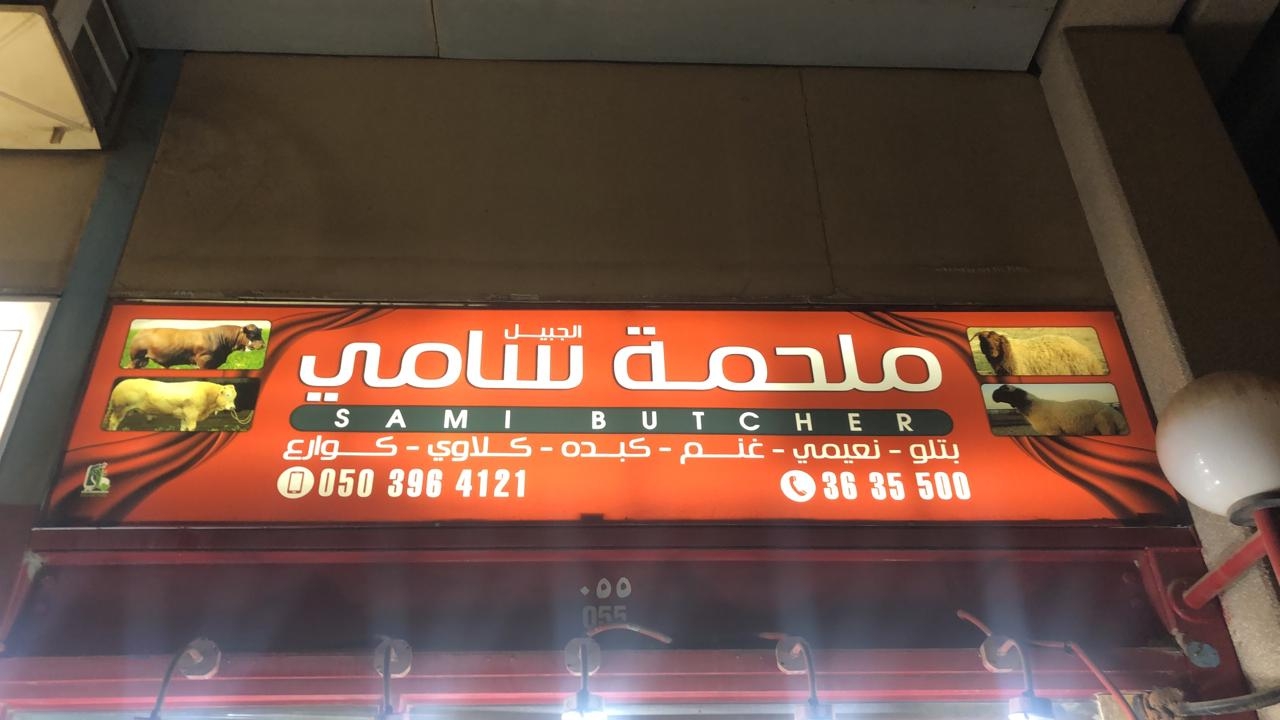 الجبيل
ملحمة سامي
SAMI BUTCHER
بتلو - نعيمي - غنم - كبده - كلاوي - كوارع
050 396 4121 36 35 500
٠٥٥
055